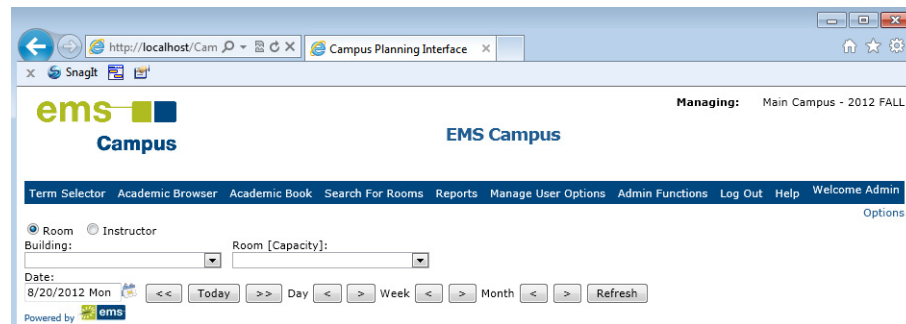 http://localhost/Cam
Campus Planning Interface
x SnagIt
ems
Campus
EMS Campus
Managing: Main Campus - 2012 FALL
Term Selector Academic Browser Academic Book Search For Rooms Reports Manage User Options Admin Functions Log Out Help Welcome Admin
Options
Room Instructor
Building: Room [Capacity]:
Date:
8/20/2012 Mon << Today >> Day < > Week < > Month < > Refresh
Powered by ems